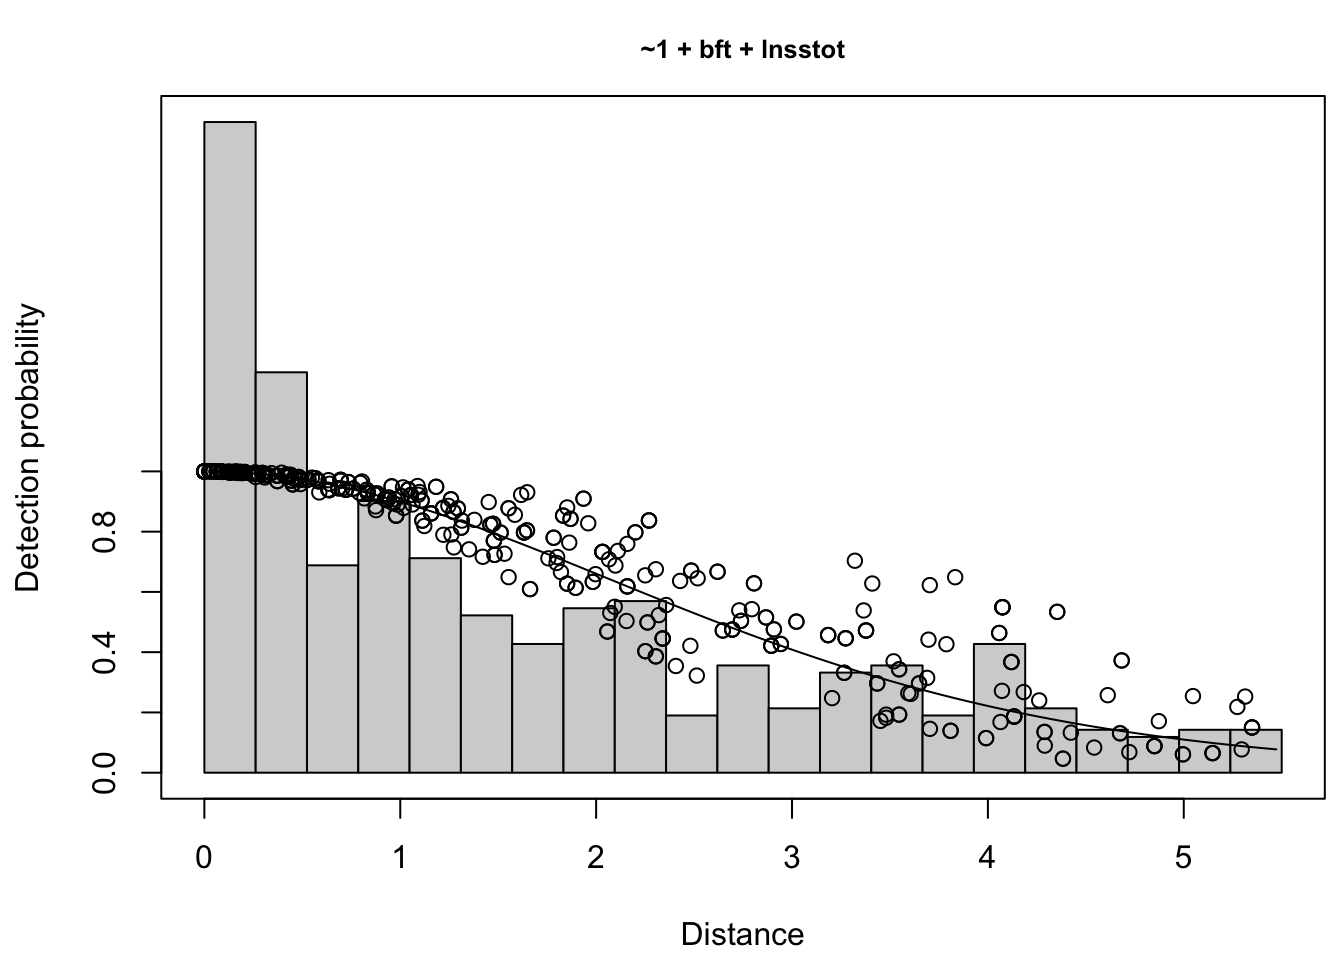 ~1 + bft + lnsstot
Detection probability
0.8
0.4
0.0
0 1 2 3 4 5
Distance